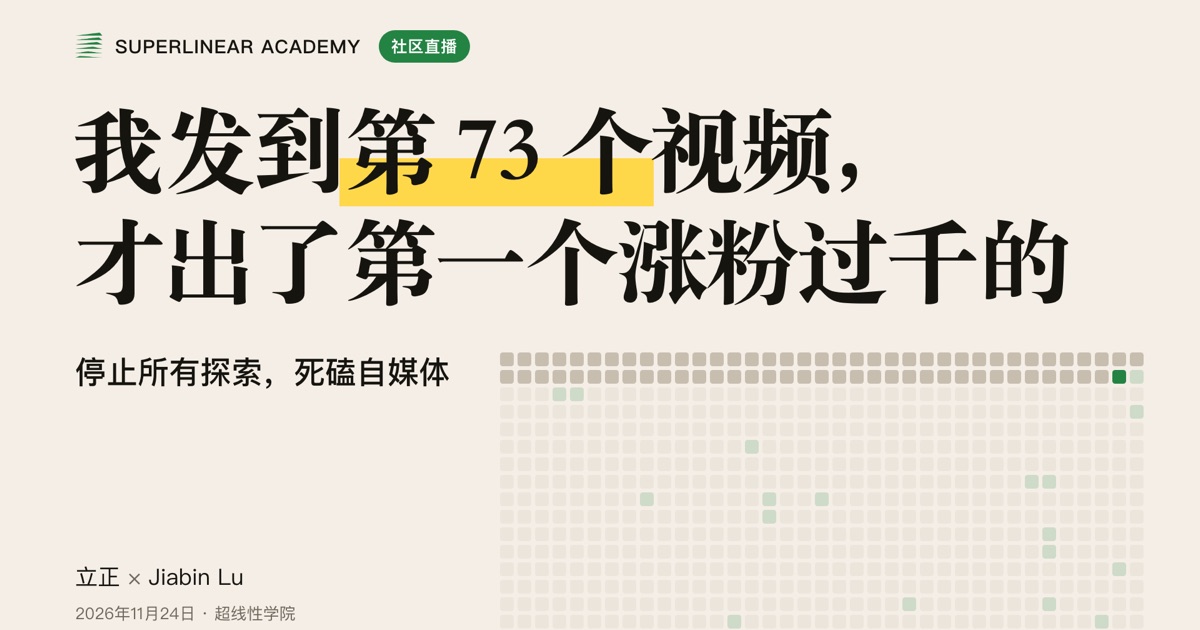 SUPERLINEAR ACADEMY 社区直播
我发到第 73 个视频，
才出了第一个涨粉过千的
停止所有探索，死磕自媒体
立正 × Jiabin Lu
2026年11月24日 · 超线性学院